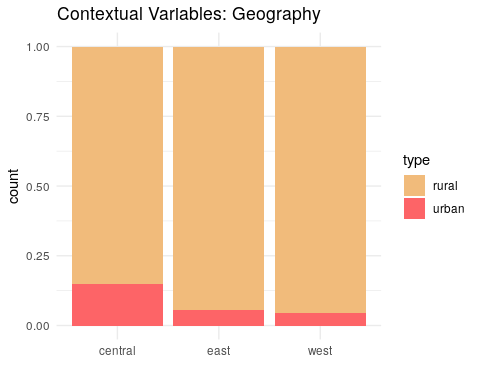 Contextual Variables: Geography
count
1.00
0.75
0.50
0.25
0.00
central east west
type
rural
urban